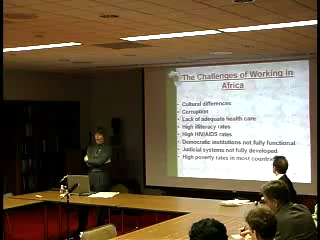 The Challenges of Working in
Africa
Cultural differences
Corruption
Lack of adequate health care
High illiteracy rates
High HIV/AIDS rates
Democratic institutions not fully functional
Judicial systems not fully developed
High poverty rates in most countries